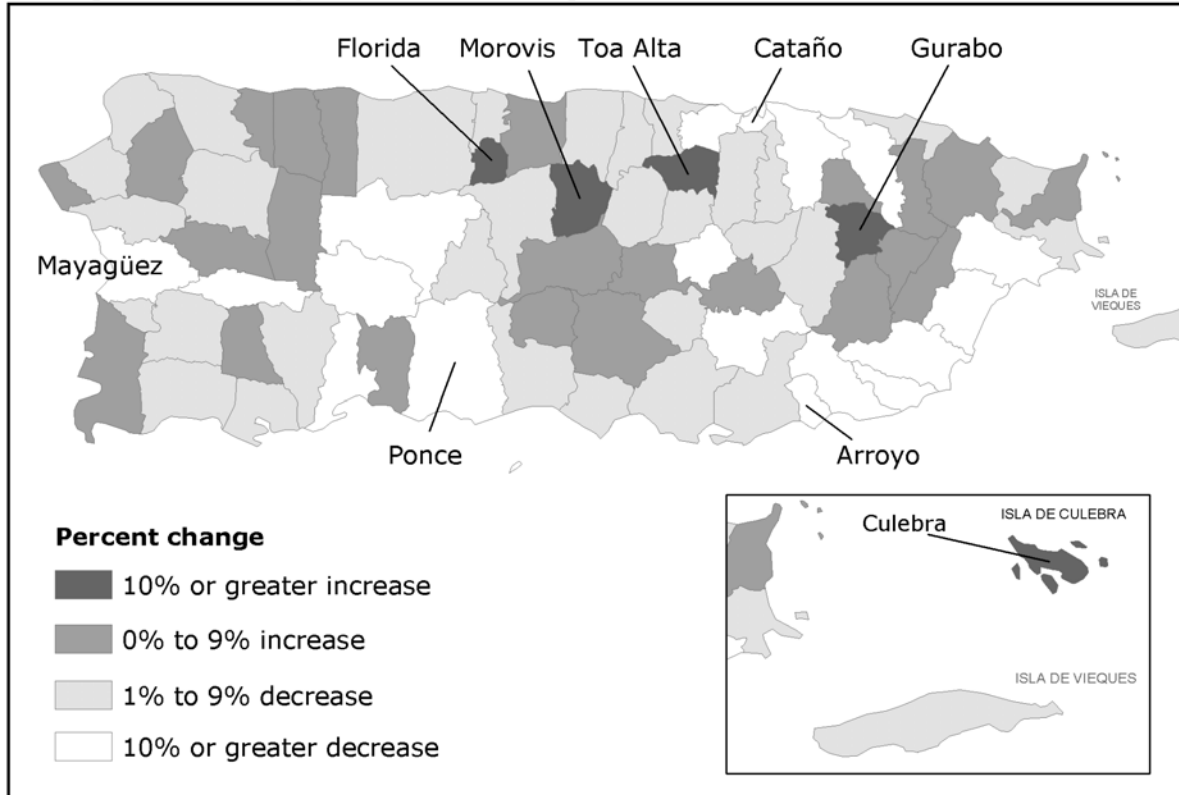 Florida
Morovis
Toa Alta
Cataño
Gurabo
Mayagüez
ISLA DE
VIEQUES
Ponce
Arroyo
Percent change
10% or greater increase
0% to 9% increase
1% to 9% decrease
10% or greater decrease
ISLA DE CULEBRA
Culebra
ISLA DE VIEQUES